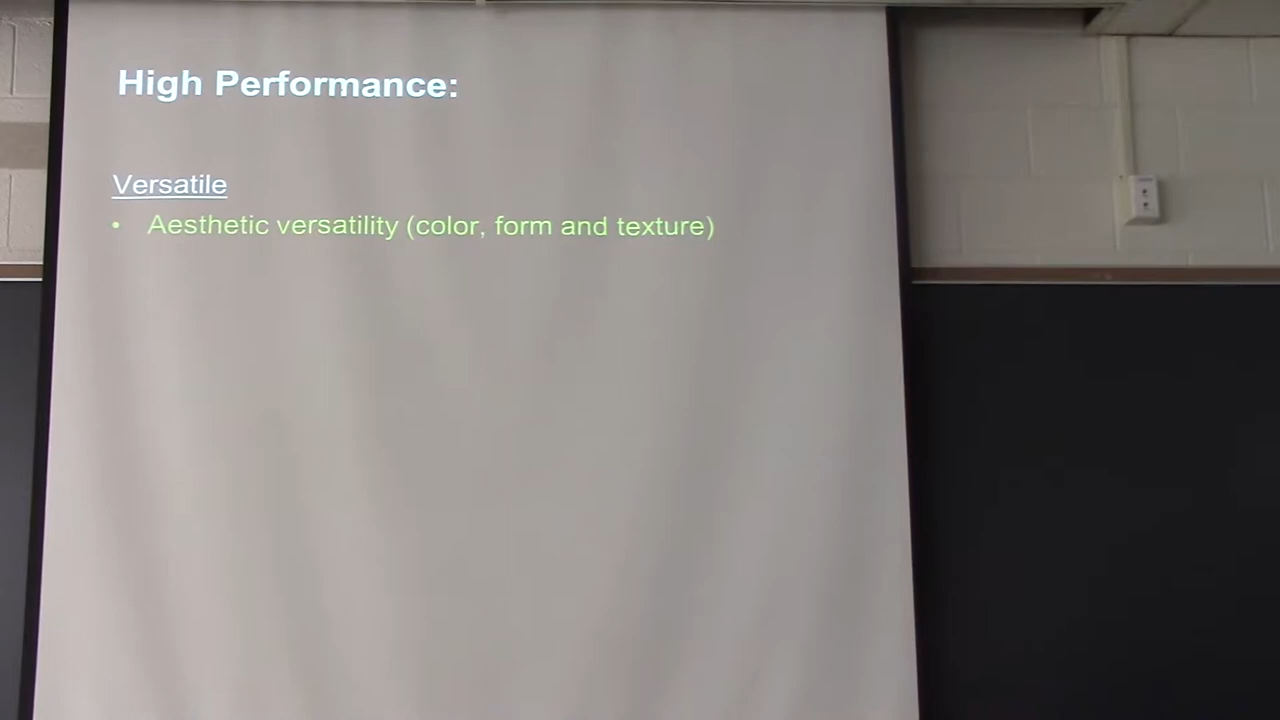 High Performance:
Versatile
• Aesthetic versatility (color, form and texture)